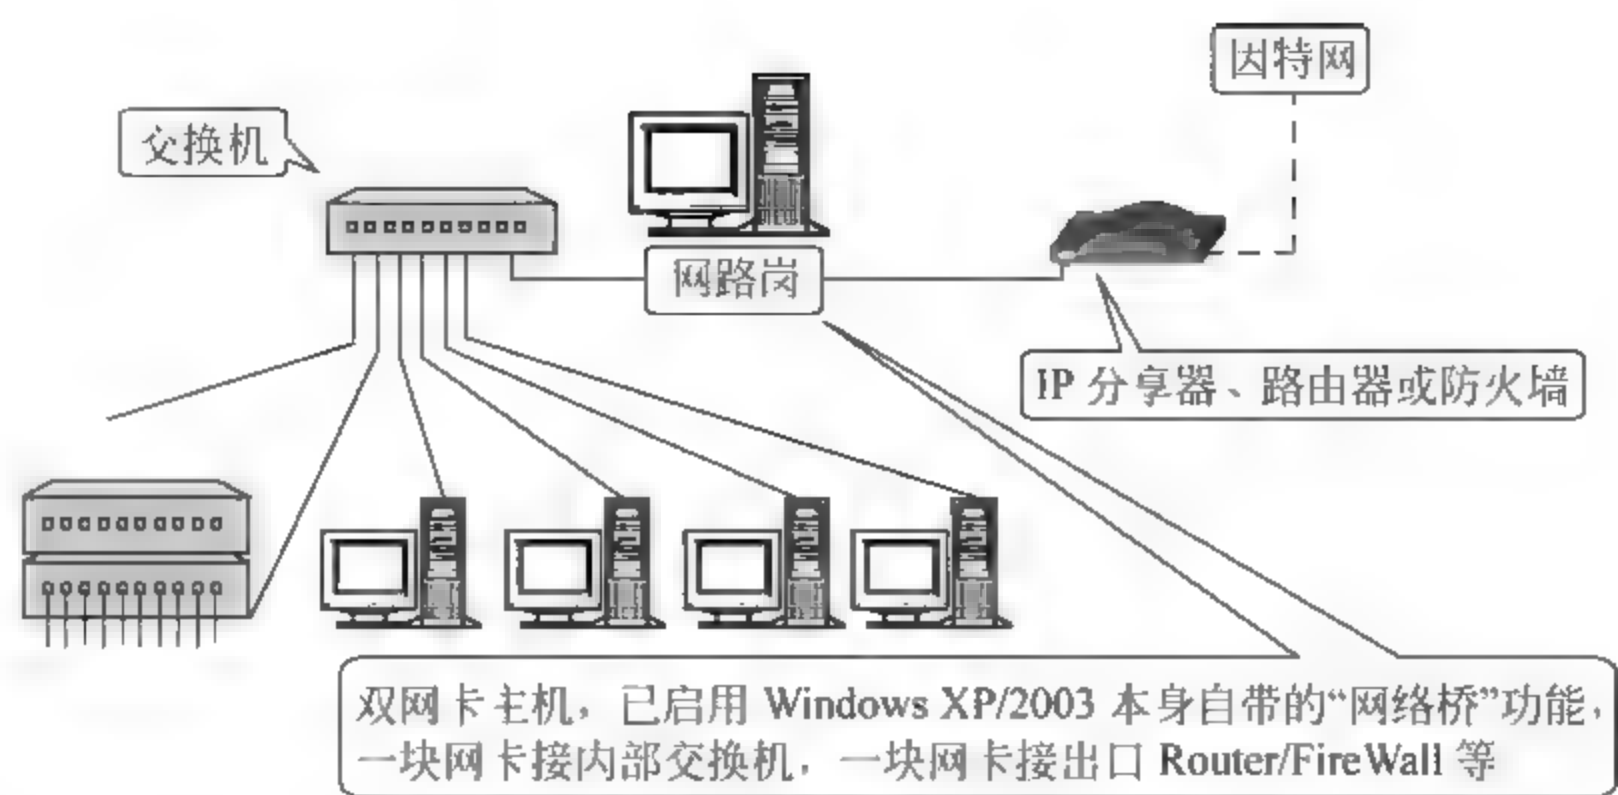 因特网
交换机
网路岗
IP 分享器、路由器或防火墙
双网卡主机，已启用 Windows XP/2003 本身自带的“网络桥”功能，
一块网卡接内部交换机，一块网卡接出口 Router/FireWall 等